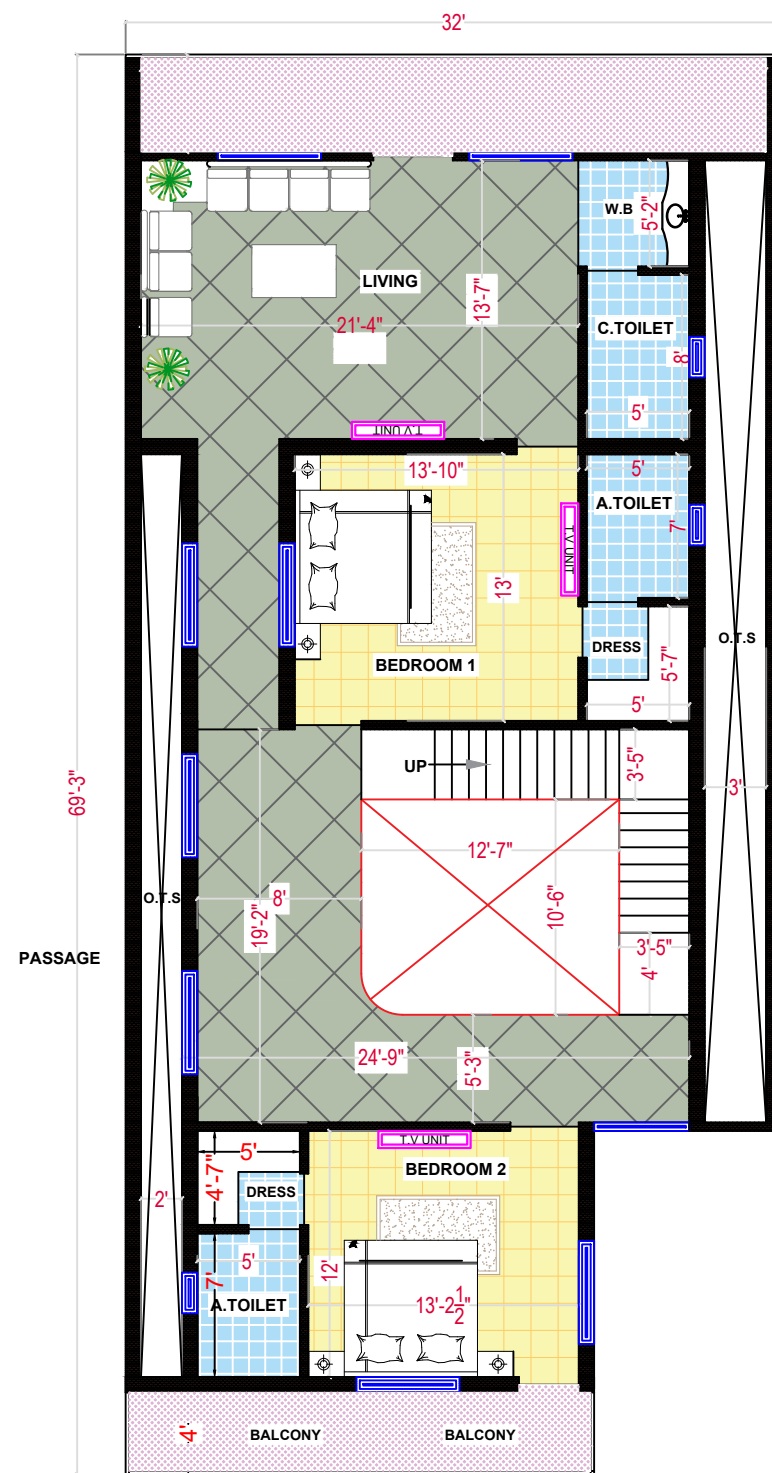 32'
W.B
5'-2"
LIVING
13'-7"
21'-4"
C.TOILET
8'
5'
T.V UNIT
13'-10"
5'
A.TOILET
7'
T.V UNIT
13'
DRESS
O.T.S
5'-7"
BEDROOM 1
5'
69'-3"
UP
3'-5"
3'
12'-7"
O.T.S
8'
19'-2"
10'-6"
3'-5"
4'
PASSAGE
24'-9"
5'-3"
T.V UNIT
5'
BEDROOM 2
4'-7"
DRESS
2'
5'
12'
7'
A.TOILET
13'-2 1/2"
4'
BALCONY
BALCONY